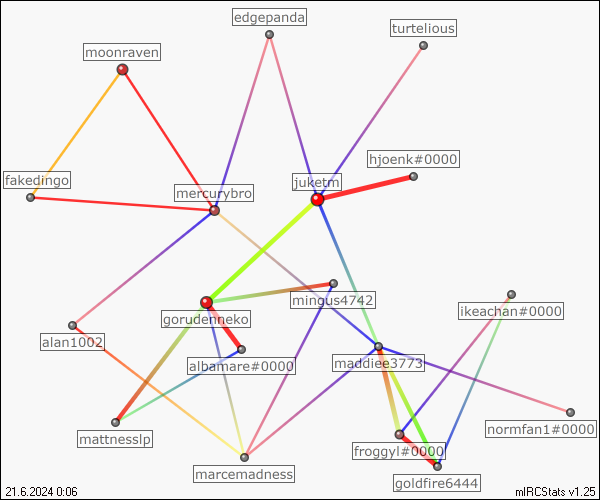 edgepanda
turtelious
moonraven
hjoenk#0000
fakedingo
juketm
mercurybro
mingus4742
ikeachan#0000
gorudenneko
alan1002
albamare#0000
maddiee3773
normfan1#0000
mattnesslp
froggyl#0000
marcemadness
goldfire6444
21.6.2024 0:06
mIRCStats v1.25